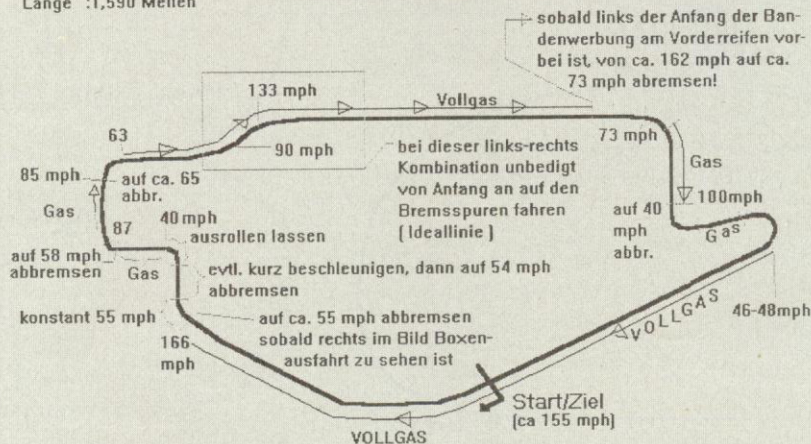 Länge :1,590 Meilen
sobald links der Anfang der Ban-
denwerbung am Vorderreifen vor-
bei ist, von ca. 162 mph auf ca.
73 mph abremsen!
133 mph
Vollgas
63
90 mph
73 mph
bei dieser links-rechts
Kombination unbedigt
von Anfang an auf den
Bremsspuren fahren
(Ideallinie)
Gas
100mph
85 mph
auf ca. 65
abbr.
Gas
40 mph
87
ausrollen lassen
auf 40
mph
abbr.
Gas
auf 58 mph
abbremsen
Gas
evtl. kurz beschleunigen, dann auf 54 mph
abbremsen
46-48mph
VOLLGAS
konstant 55 mph
auf ca. 55 mph abbremsen
sobald rechts im Bild Boxen-
ausfahrt zu sehen ist
166
mph
Start/Ziel
(ca 155 mph)
VOLLGAS